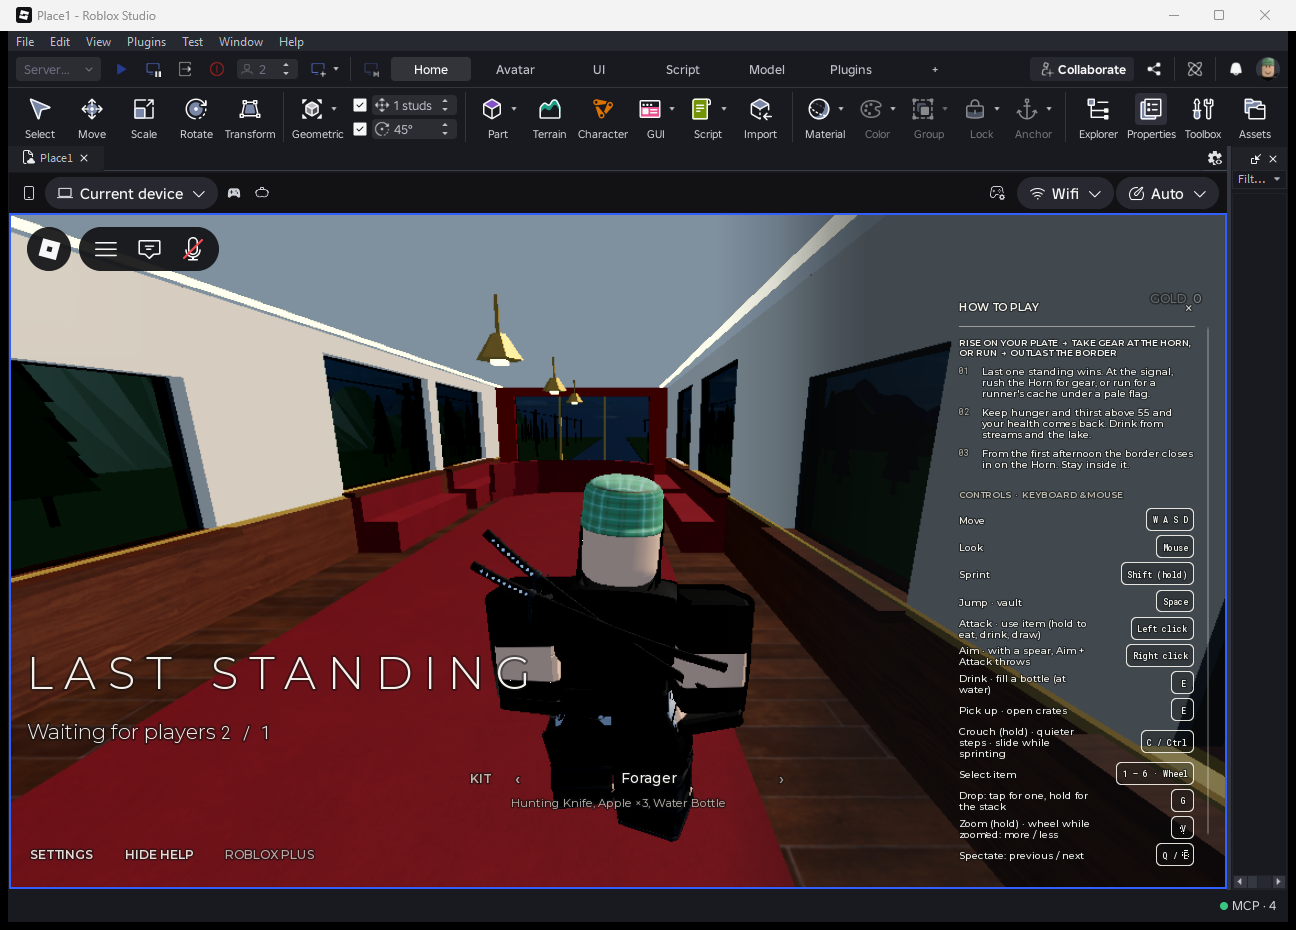 Place1 - Roblox Studio
File Edit View Plugins Test Window Help
Server... 2 Home Avatar UI Script Model Plugins + Collaborate
1 studs
45°
Select Move Scale Rotate Transform Geometric Part Terrain Character GUI Script Import Material Color Group Lock Anchor Explorer Properties Toolbox Assets
Place1
Filt...
Current device Wifi Auto
GOLD 0
HOW TO PLAY ×
RISE ON YOUR PLATE → TAKE GEAR AT THE HORN,
OR RUN → OUTLAST THE BORDER
01 Last one standing wins. At the signal,
rush the Horn for gear, or run for a
runner's cache under a pale flag.
02 Keep hunger and thirst above 55 and
your health comes back. Drink from
streams and the lake.
03 From the first afternoon the border closes
in on the Horn. Stay inside it.
CONTROLS · KEYBOARD & MOUSE
Move W A S D
Look Mouse
Sprint Shift (hold)
Jump · vault Space
Attack · use item (hold to
eat, drink, draw) Left click
Aim · with a spear, Aim +
Attack throws Right click
Drink · fill a bottle (at
water) E
Pick up · open crates E
Crouch (hold) · quieter
steps · slide while
sprinting C / Ctrl
Select item 1 – 6 · Wheel
Drop: tap for one, hold for
the stack G
Zoom (hold) · wheel while
zoomed: more / less V
Spectate: previous / next Q / E
LAST STANDING
Waiting for players 2 / 1
KIT ‹ Forager ›
Hunting Knife, Apple ×3, Water Bottle
SETTINGS HIDE HELP ROBLOX PLUS
MCP · 4